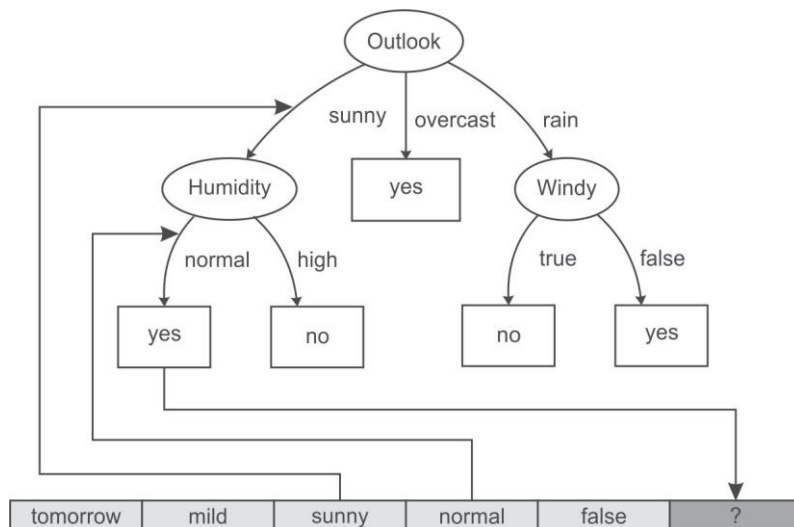 Outlook
sunny overcast rain
Humidity yes Windy
normal high true false
yes no no yes
tomorrow mild sunny normal false ?